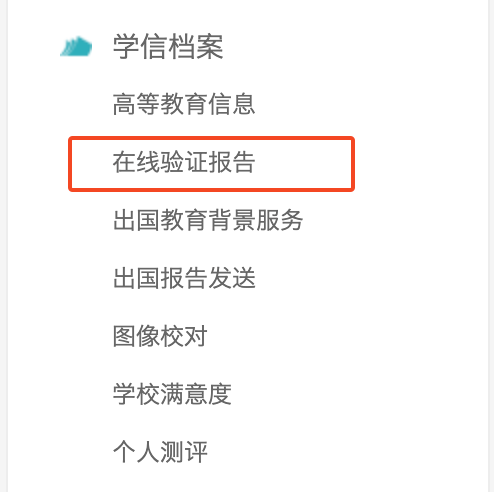 学信档案
高等教育信息
在线验证报告
出国教育背景服务
出国报告发送
图像校对
学校满意度
个人测评